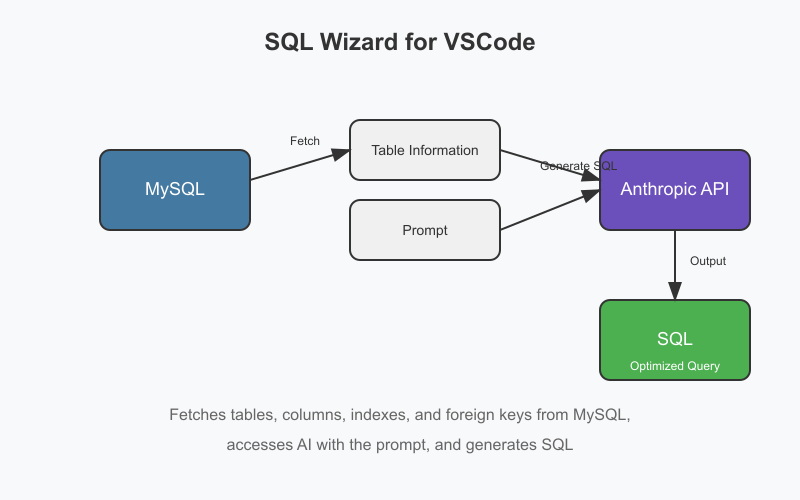 SQL Wizard for VSCode
Fetch
Table Information
Generate SQL
MySQL
Anthropic API
Prompt
Output
SQL
Optimized Query
Fetches tables, columns, indexes, and foreign keys from MySQL,
accesses AI with the prompt, and generates SQL